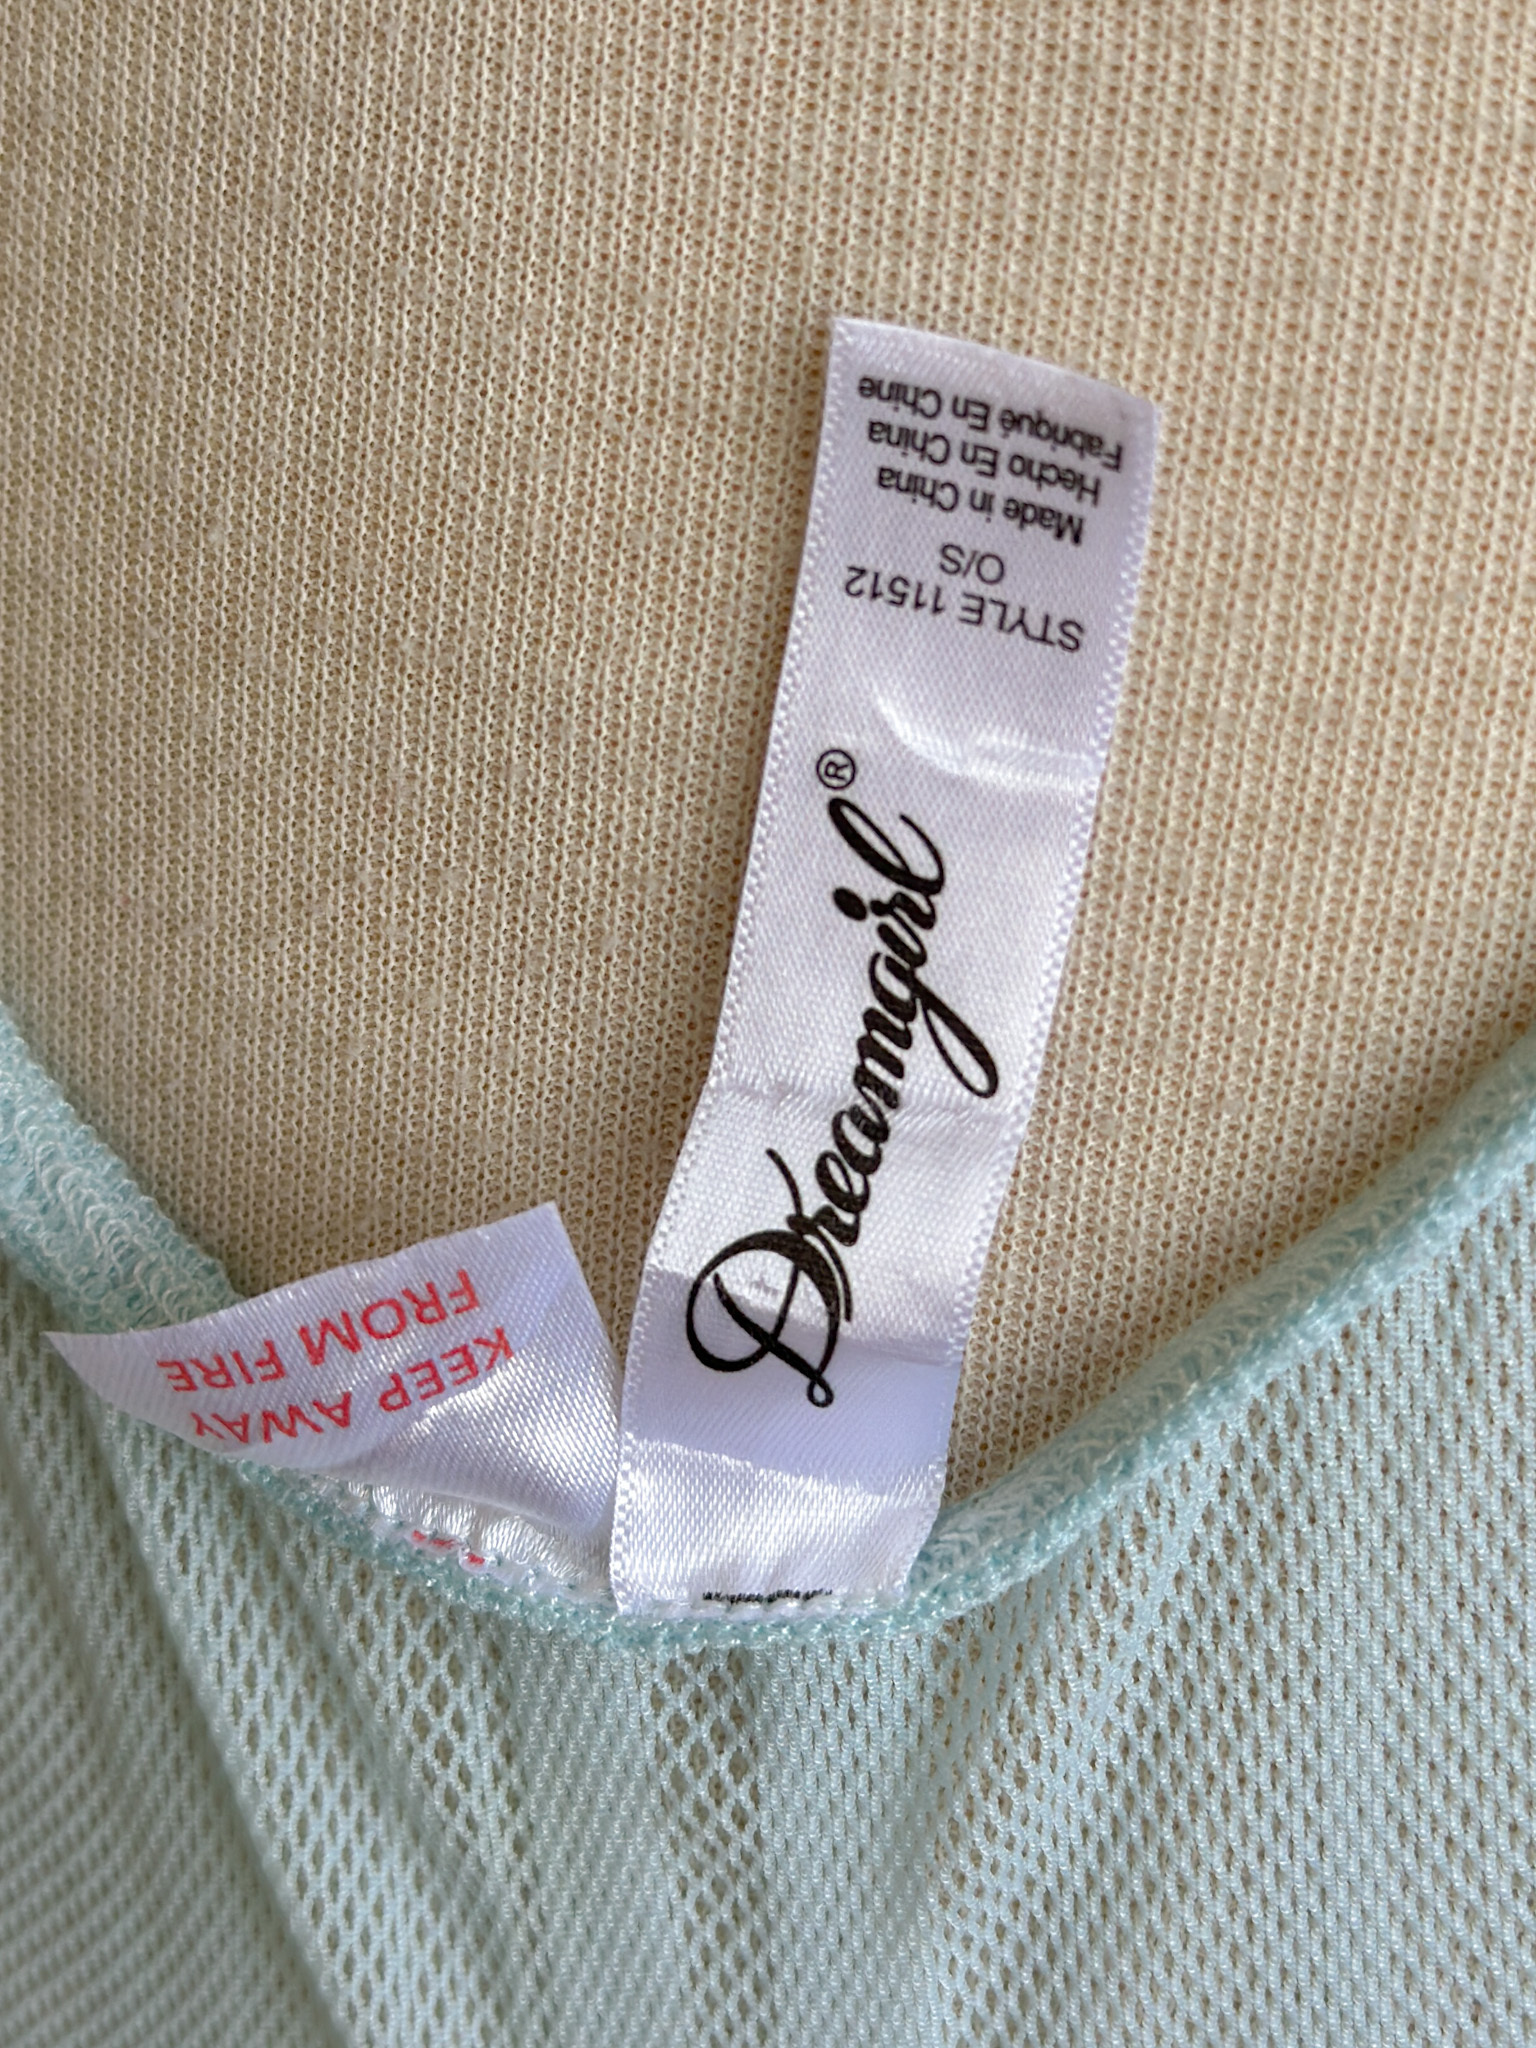 Dreamgirl®
STYLE 11512
O/S
Made in China
Hecho En China
Fabriqué En Chine
KEEP AWAY
FROM FIRE